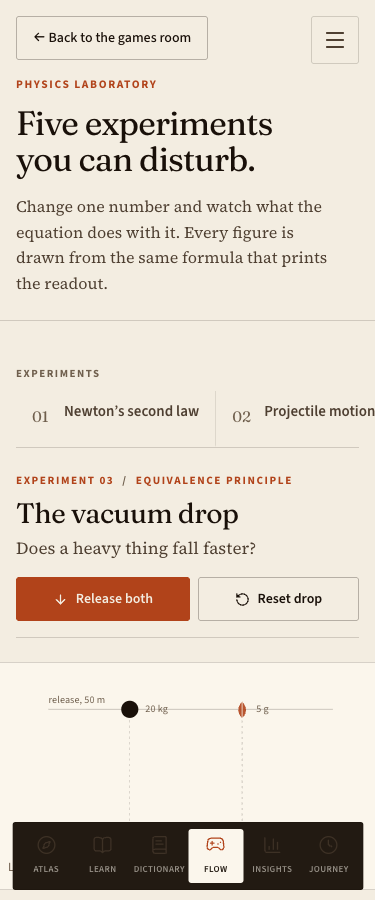 ← Back to the games room
PHYSICS LABORATORY
Five experiments
you can disturb.
Change one number and watch what the
equation does with it. Every figure is
drawn from the same formula that prints
the readout.
EXPERIMENTS
01 Newton’s second law 02 Projectile motion
EXPERIMENT 03 / EQUIVALENCE PRINCIPLE
The vacuum drop
Does a heavy thing fall faster?
↓ Release both Reset drop
release, 50 m
20 kg 5 g
ATLAS LEARN DICTIONARY FLOW INSIGHTS JOURNEY